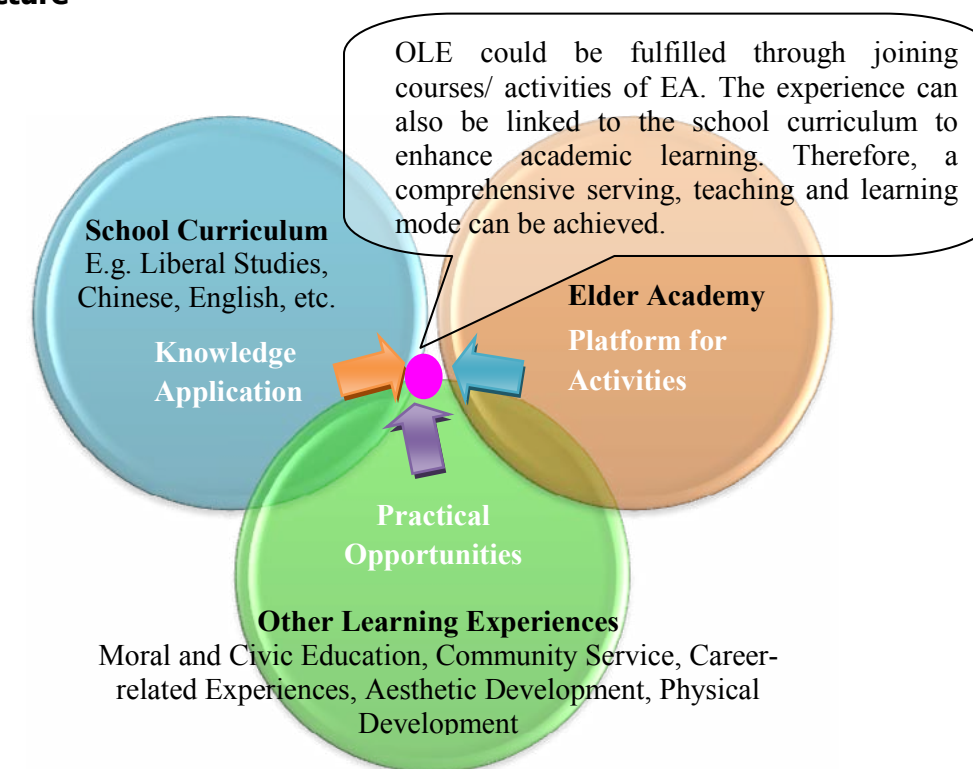 OLE could be fulfilled through joining
courses/ activities of EA. The experience can
also be linked to the school curriculum to
enhance academic learning. Therefore, a
comprehensive serving, teaching and learning
mode can be achieved.
School Curriculum
E.g. Liberal Studies,
Chinese, English, etc.
Knowledge
Application
Elder Academy
Platform for
Activities
Practical
Opportunities
Other Learning Experiences
Moral and Civic Education, Community Service, Career-
related Experiences, Aesthetic Development, Physical
Development